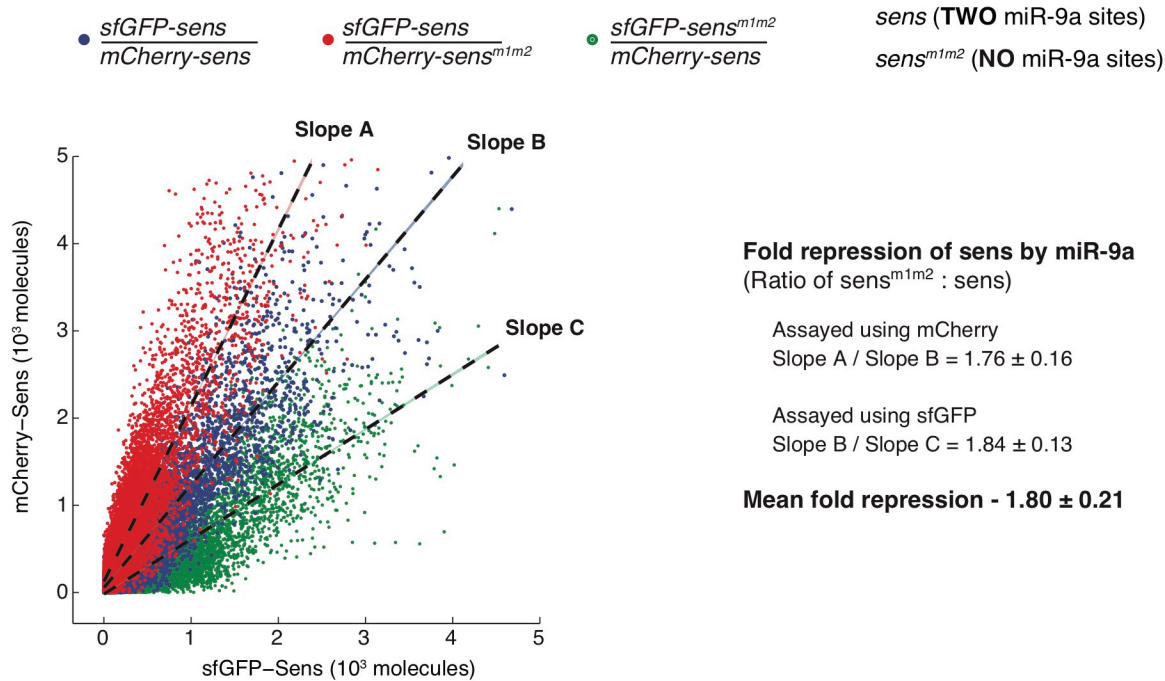 sfGFP-sens
mCherry-sens
sfGFP-sens
mCherry-sens^m1m2
sfGFP-sens^m1m2
mCherry-sens
sens (TWO miR-9a sites)
sens^m1m2 (NO miR-9a sites)
Slope A
Slope B
Slope C
5
4
3
2
1
0
mCherry–Sens (10³ molecules)
0 1 2 3 4 5
sfGFP–Sens (10³ molecules)
Fold repression of sens by miR-9a
(Ratio of sens^m1m2 : sens)
Assayed using mCherry
Slope A / Slope B = 1.76 ± 0.16
Assayed using sfGFP
Slope B / Slope C = 1.84 ± 0.13
Mean fold repression - 1.80 ± 0.21